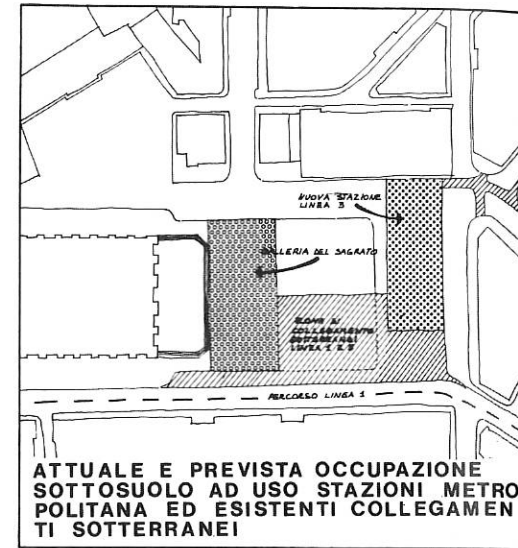 NUOVA STAZIONE
LINEA 3
GALLERIA DEL SAGRATO
ZONA DI
COLLEGAMENTO
SOTTERRANEI
LINEA 1 E 3
PERCORSO LINEA 1
ATTUALE E PREVISTA OCCUPAZIONE
SOTTOSUOLO AD USO STAZIONI METRO
POLITANA ED ESISTENTI COLLEGAMEN
TI SOTTERRANEI